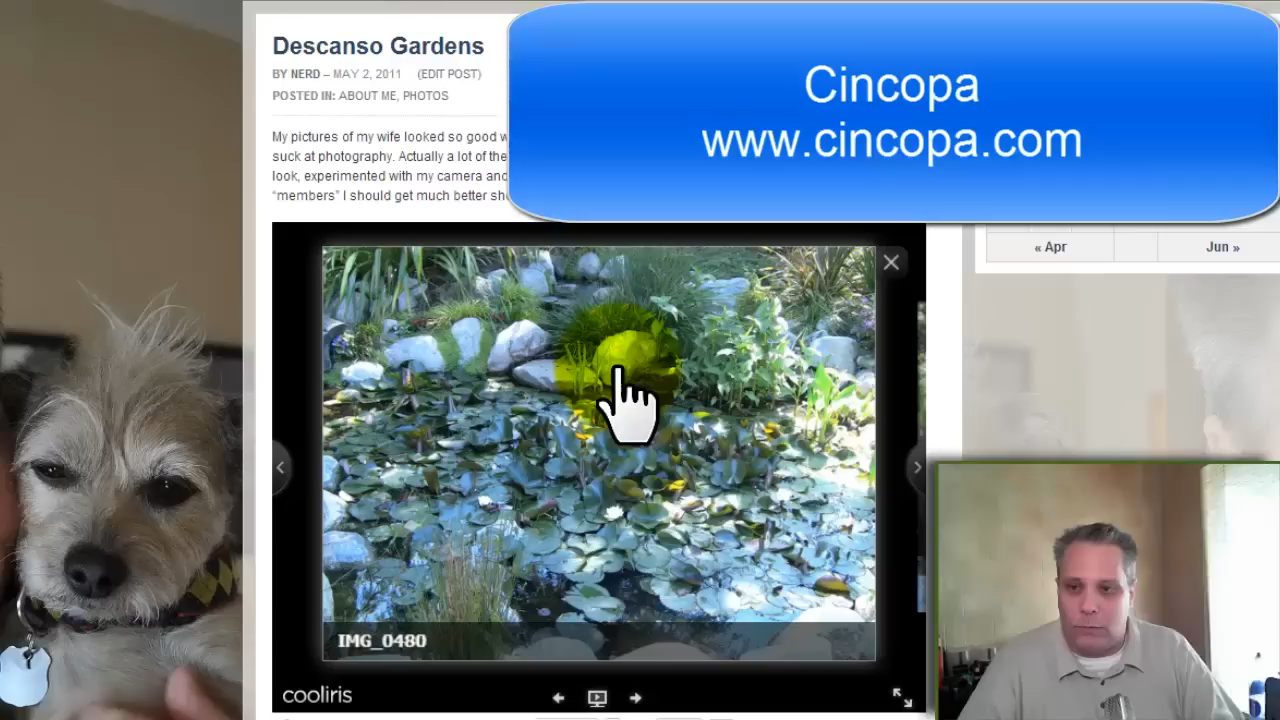 Descanso Gardens
BY NERD – MAY 2, 2011 (EDIT POST)
POSTED IN: ABOUT ME, PHOTOS
My pictures of my wife looked so good
suck at photography. Actually a lot of the
look, experimented with my camera and
“members” I should get much better
Cincopa
www.cincopa.com
« Apr
Jun »
IMG_0480
cooliris